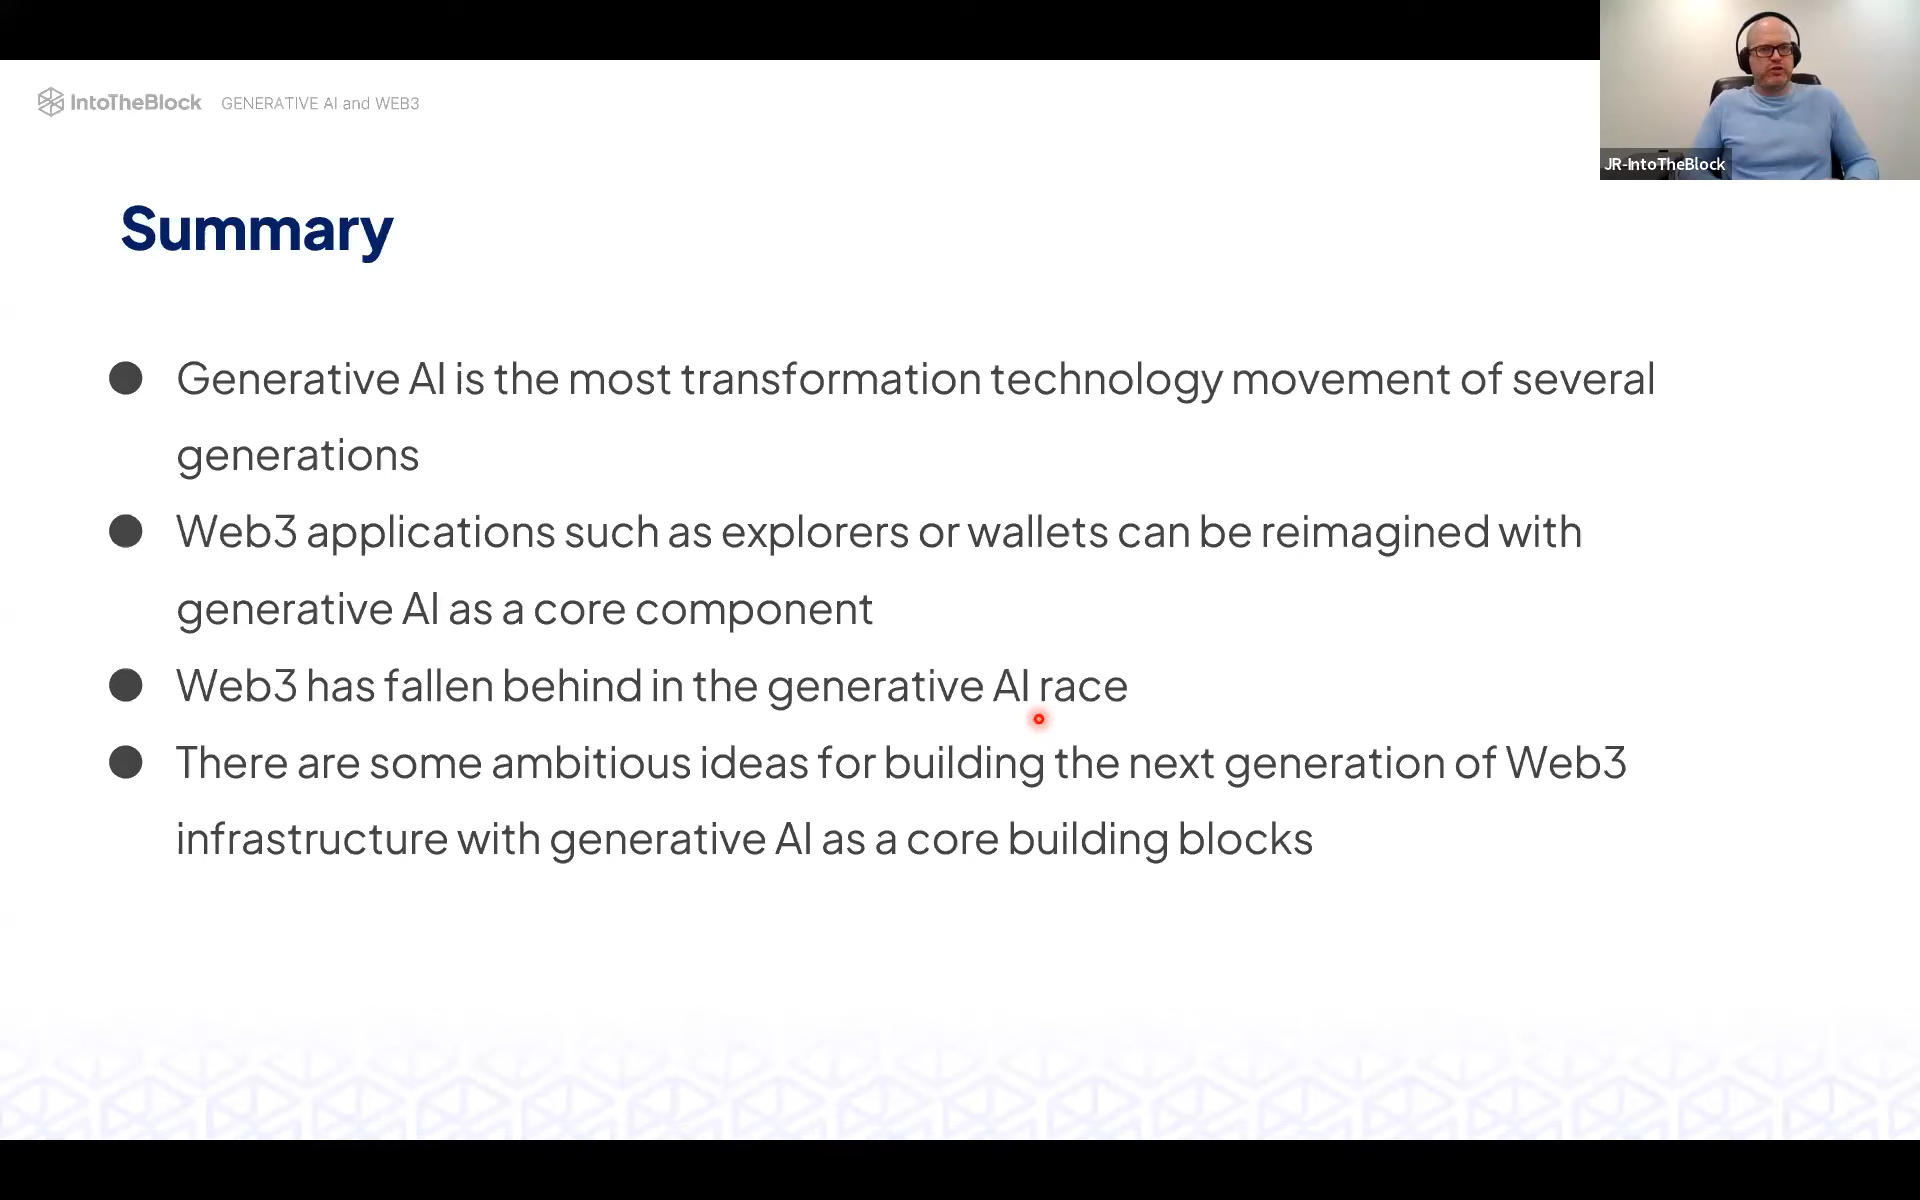 IntoTheBlock GENERATIVE AI and WEB3
JR-IntoTheBlock
Summary
Generative AI is the most transformation technology movement of several
generations
Web3 applications such as explorers or wallets can be reimagined with
generative AI as a core component
Web3 has fallen behind in the generative AI race
There are some ambitious ideas for building the next generation of Web3
infrastructure with generative AI as a core building blocks